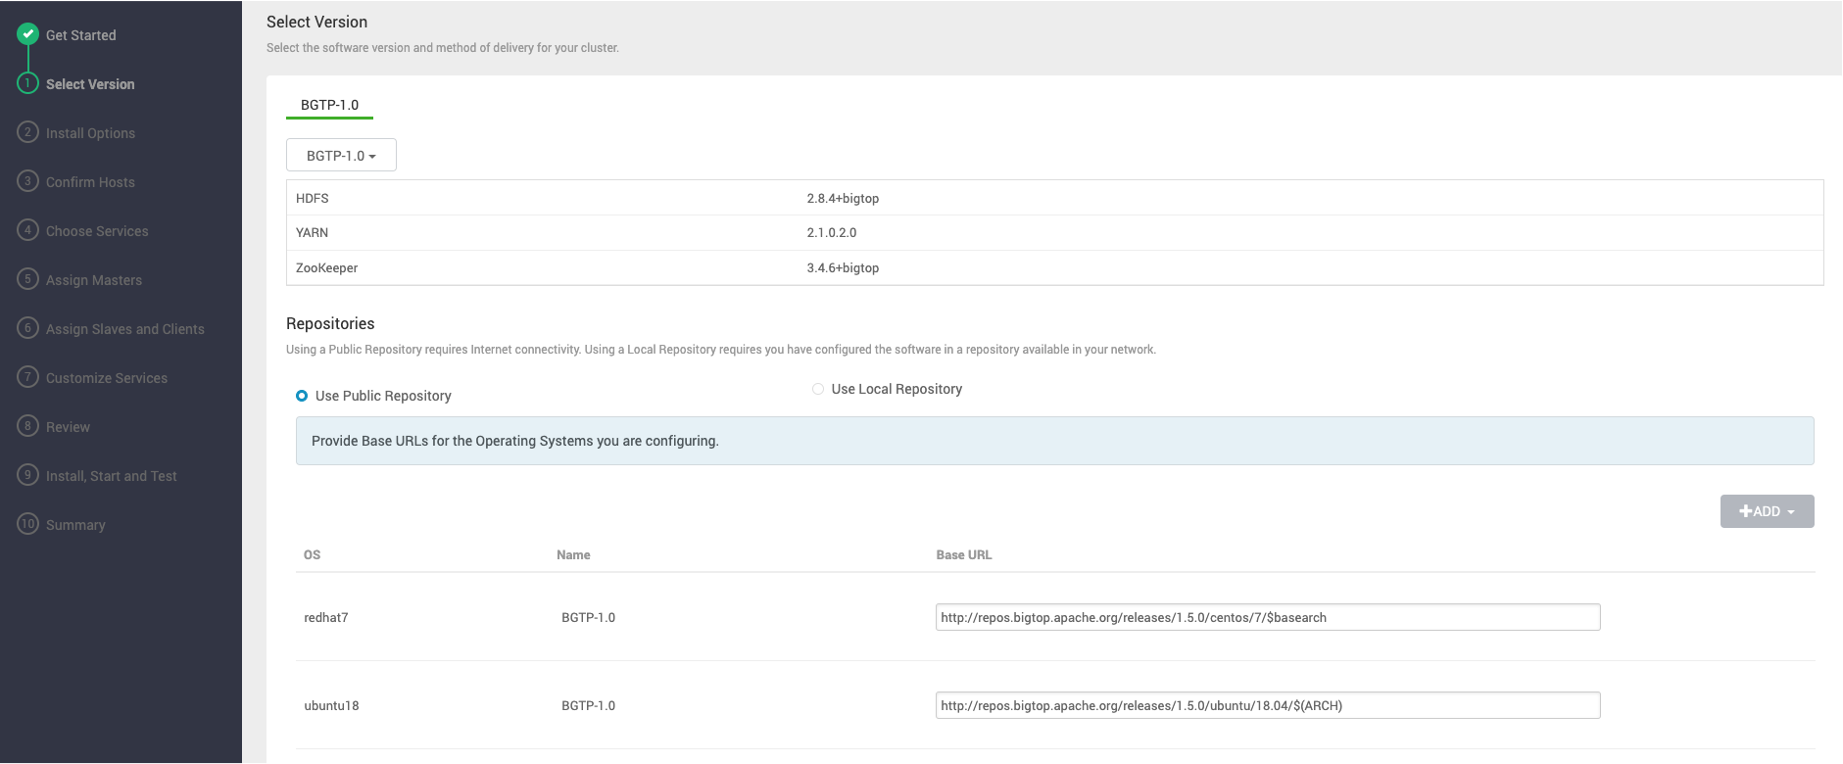 Get Started
1 Select Version
2 Install Options
3 Confirm Hosts
4 Choose Services
5 Assign Masters
6 Assign Slaves and Clients
7 Customize Services
8 Review
9 Install, Start and Test
10 Summary
Select Version
Select the software version and method of delivery for your cluster.
BGTP-1.0
BGTP-1.0
HDFS 2.8.4+bigtop
YARN 2.1.0.2.0
ZooKeeper 3.4.6+bigtop
Repositories
Using a Public Repository requires Internet connectivity. Using a Local Repository requires you have configured the software in a repository available in your network.
Use Public Repository Use Local Repository
Provide Base URLs for the Operating Systems you are configuring.
+ADD
OS Name Base URL
redhat7 BGTP-1.0 http://repos.bigtop.apache.org/releases/1.5.0/centos/7/$basearch
ubuntu18 BGTP-1.0 http://repos.bigtop.apache.org/releases/1.5.0/ubuntu/18.04/$(ARCH)